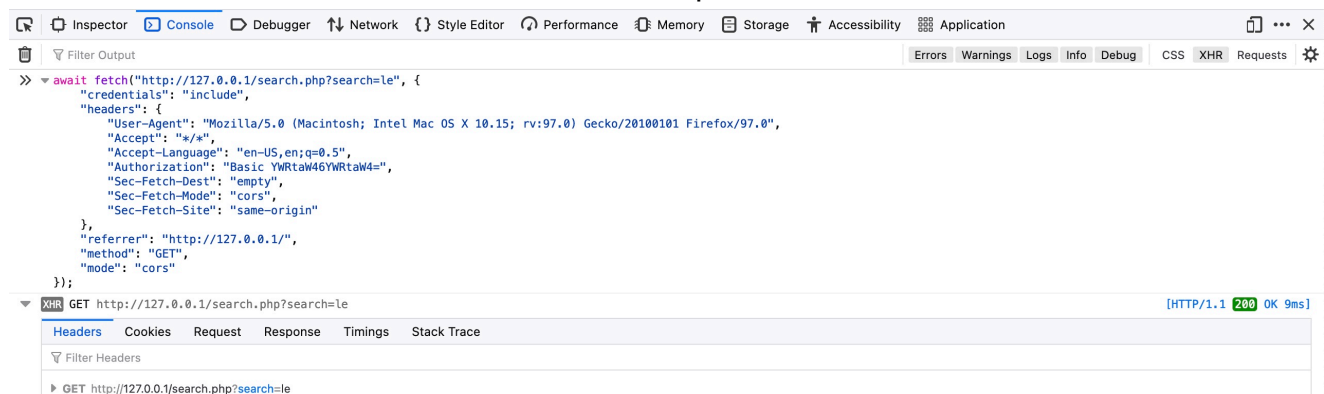 Inspector Console Debugger Network {} Style Editor Performance Memory Storage Accessibility Application
Filter Output Errors Warnings Logs Info Debug CSS XHR Requests
await fetch("http://127.0.0.1/search.php?search=le", {
"credentials": "include",
"headers": {
"User-Agent": "Mozilla/5.0 (Macintosh; Intel Mac OS X 10.15; rv:97.0) Gecko/20100101 Firefox/97.0",
"Accept": "*/*",
"Accept-Language": "en-US,en;q=0.5",
"Authorization": "Basic YWRtaW46YWRtaW4=",
"Sec-Fetch-Dest": "empty",
"Sec-Fetch-Mode": "cors",
"Sec-Fetch-Site": "same-origin"
},
"referrer": "http://127.0.0.1/",
"method": "GET",
"mode": "cors"
});
XHR GET http://127.0.0.1/search.php?search=le [HTTP/1.1 200 OK 9ms]
Headers Cookies Request Response Timings Stack Trace
Filter Headers
GET http://127.0.0.1/search.php?search=le